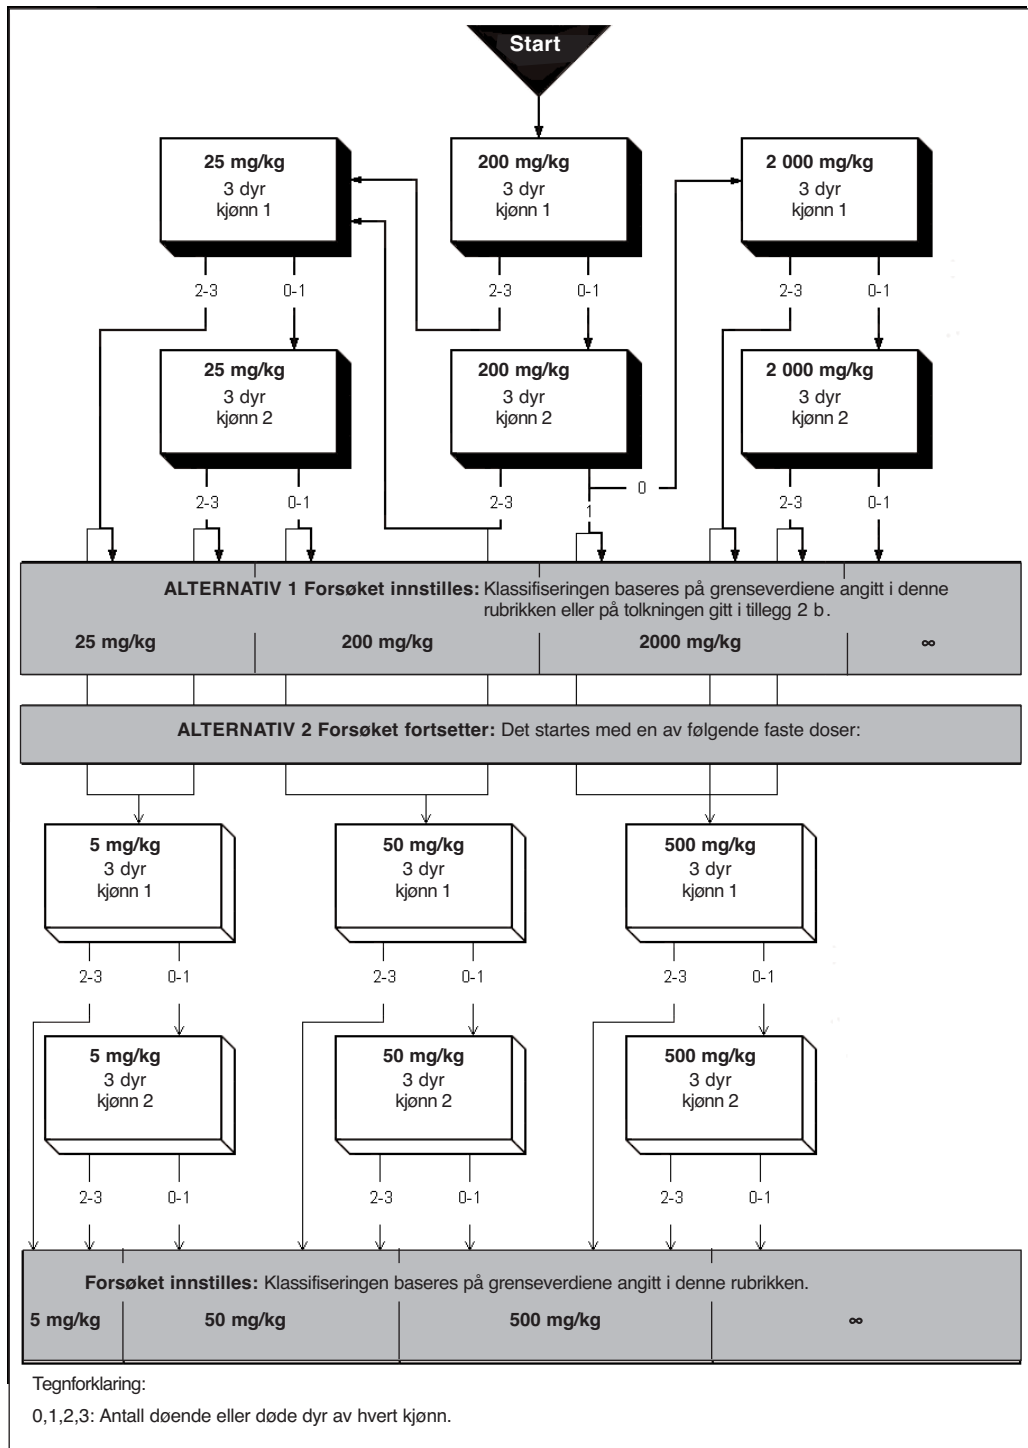 Start
25 mg/kg
3 dyr
kjønn 1
200 mg/kg
3 dyr
kjønn 1
2 000 mg/kg
3 dyr
kjønn 1
2-3
0-1
2-3
0-1
2-3
0-1
25 mg/kg
3 dyr
kjønn 2
200 mg/kg
3 dyr
kjønn 2
2 000 mg/kg
3 dyr
kjønn 2
2-3
0-1
2-3
1
0
2-3
0-1
ALTERNATIV 1 Forsøket innstilles: Klassifiseringen baseres på grenseverdiene angitt i denne
rubrikken eller på tolkningen gitt i tillegg 2 b.
25 mg/kg
200 mg/kg
2000 mg/kg
∞
ALTERNATIV 2 Forsøket fortsetter: Det startes med en av følgende faste doser:
5 mg/kg
3 dyr
kjønn 1
50 mg/kg
3 dyr
kjønn 1
500 mg/kg
3 dyr
kjønn 1
2-3
0-1
2-3
0-1
2-3
0-1
5 mg/kg
3 dyr
kjønn 2
50 mg/kg
3 dyr
kjønn 2
500 mg/kg
3 dyr
kjønn 2
2-3
0-1
2-3
0-1
2-3
0-1
Forsøket innstilles: Klassifiseringen baseres på grenseverdiene angitt i denne rubrikken.
5 mg/kg
50 mg/kg
500 mg/kg
∞
Tegnforklaring:
0,1,2,3: Antall døende eller døde dyr av hvert kjønn.